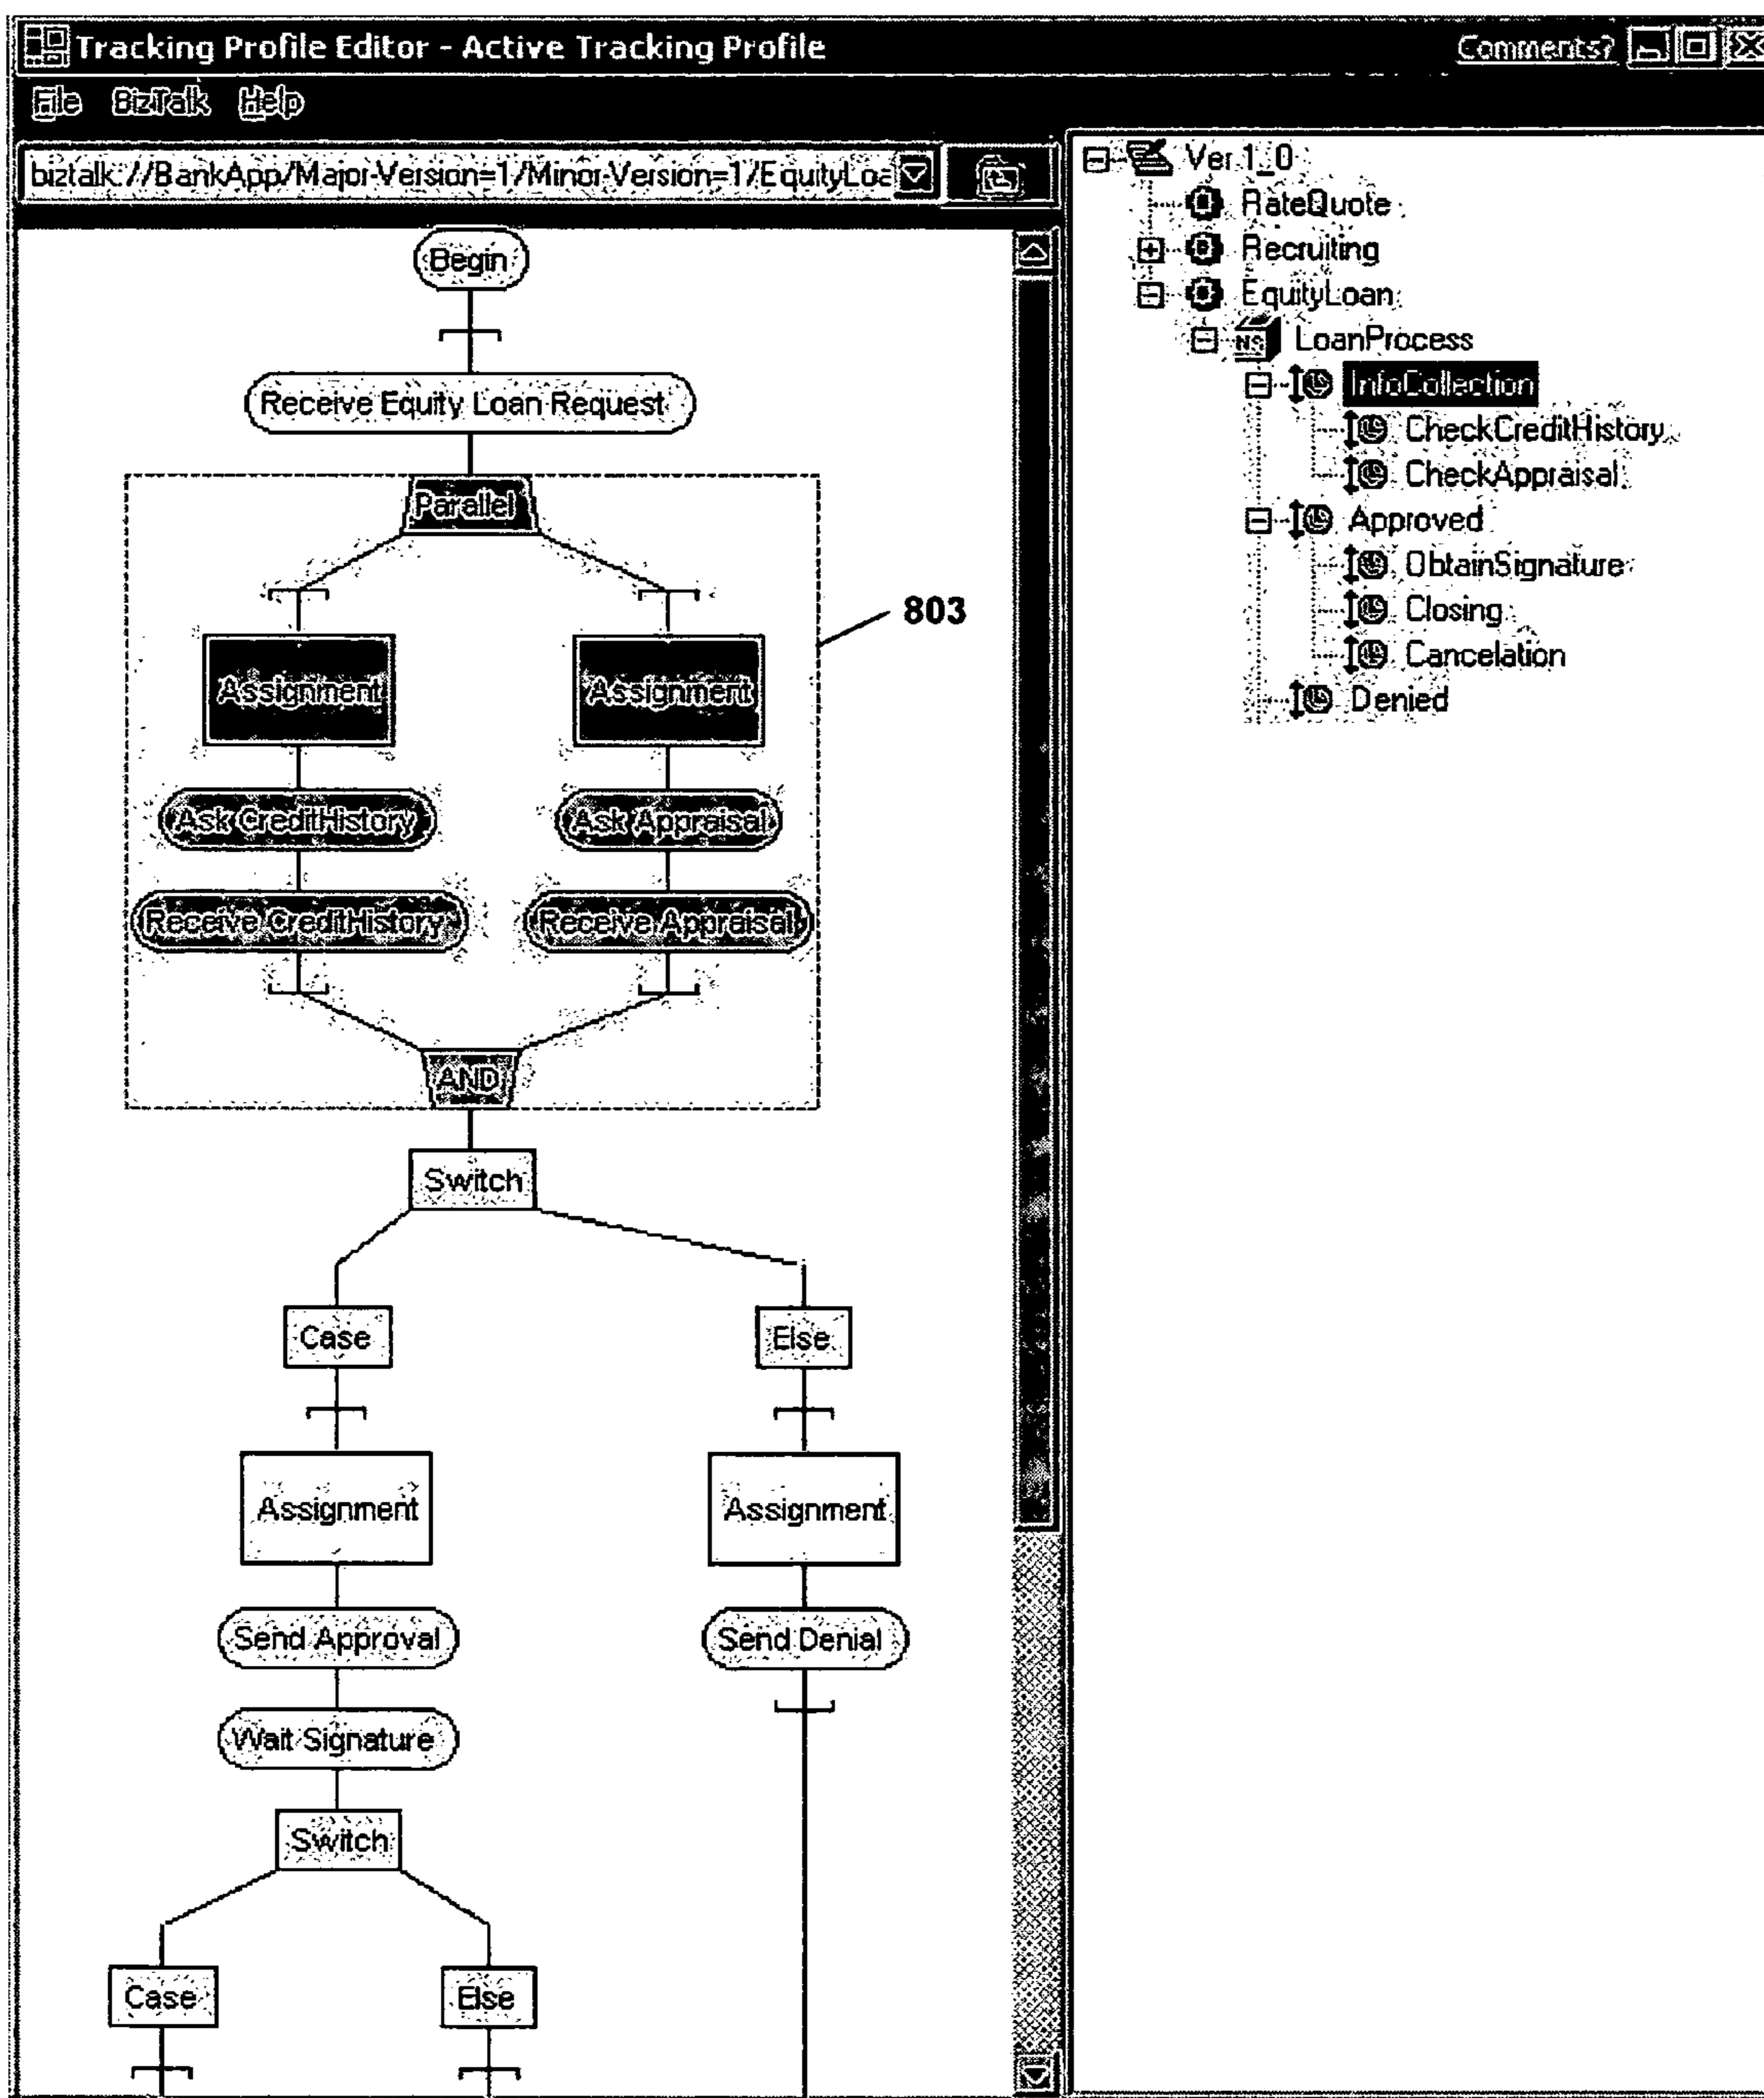 Tracking Profile Editor - Active Tracking Profile Comments?
File BizTalk Help
biztalk://BankApp/Major-Version=1/Minor-Version=1/EquityLoa
Begin
Receive Equity Loan Request
Parallel
803
Assignment Assignment
Ask CreditHistory Ask Appraisal
Receive CreditHistory Receive Appraisal
AND
Switch
Case Else
Assignment Assignment
Send Approval Send Denial
Wait Signature
Switch
Case Else
Ver 1_0
RateQuote
Recruiting
EquityLoan
NS LoanProcess
InfoCollection
CheckCreditHistory
CheckAppraisal
Approved
ObtainSignature
Closing
Cancelation
Denied